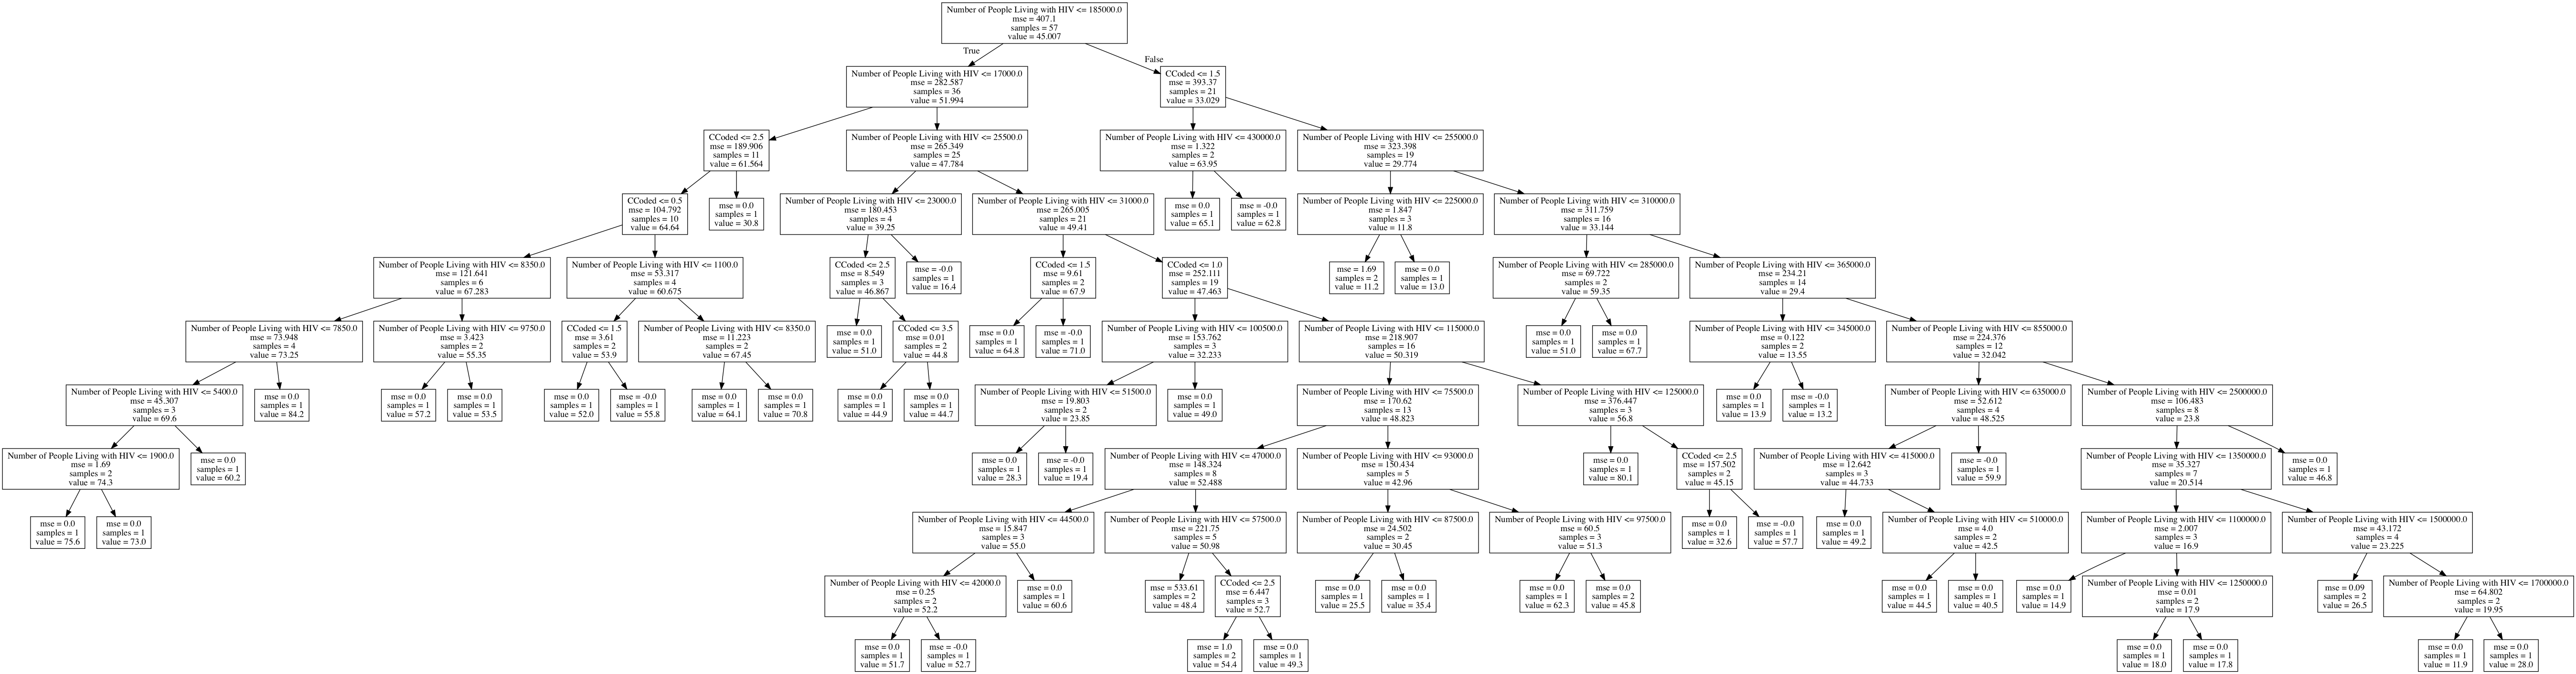 Number of People Living with HIV <= 185000.0
mse = 407.1
samples = 57
value = 45.007
True
False
Number of People Living with HIV <= 17000.0
mse = 282.587
samples = 36
value = 51.994
CCoded <= 1.5
mse = 393.37
samples = 21
value = 33.029
CCoded <= 2.5
mse = 189.906
samples = 11
value = 61.564
Number of People Living with HIV <= 25500.0
mse = 265.349
samples = 25
value = 47.784
Number of People Living with HIV <= 430000.0
mse = 1.322
samples = 2
value = 63.95
Number of People Living with HIV <= 255000.0
mse = 323.398
samples = 19
value = 29.774
CCoded <= 0.5
mse = 104.792
samples = 10
value = 64.64
mse = 0.0
samples = 1
value = 30.8
Number of People Living with HIV <= 23000.0
mse = 180.453
samples = 4
value = 39.25
Number of People Living with HIV <= 31000.0
mse = 265.005
samples = 21
value = 49.41
mse = 0.0
samples = 1
value = 65.1
mse = -0.0
samples = 1
value = 62.8
Number of People Living with HIV <= 225000.0
mse = 1.847
samples = 3
value = 11.8
Number of People Living with HIV <= 310000.0
mse = 311.759
samples = 16
value = 33.144
Number of People Living with HIV <= 8350.0
mse = 121.641
samples = 6
value = 67.283
Number of People Living with HIV <= 1100.0
mse = 53.317
samples = 4
value = 60.675
CCoded <= 2.5
mse = 8.549
samples = 3
value = 46.867
mse = -0.0
samples = 1
value = 16.4
CCoded <= 1.5
mse = 9.61
samples = 2
value = 67.9
CCoded <= 1.0
mse = 252.111
samples = 19
value = 47.463
mse = 1.69
samples = 2
value = 11.2
mse = 0.0
samples = 1
value = 13.0
Number of People Living with HIV <= 285000.0
mse = 69.722
samples = 2
value = 59.35
Number of People Living with HIV <= 365000.0
mse = 234.21
samples = 14
value = 29.4
Number of People Living with HIV <= 7850.0
mse = 73.948
samples = 4
value = 73.25
Number of People Living with HIV <= 9750.0
mse = 3.423
samples = 2
value = 55.35
CCoded <= 1.5
mse = 3.61
samples = 2
value = 53.9
Number of People Living with HIV <= 8350.0
mse = 11.223
samples = 2
value = 67.45
mse = 0.0
samples = 1
value = 51.0
CCoded <= 3.5
mse = 0.01
samples = 2
value = 44.8
mse = 0.0
samples = 1
value = 64.8
mse = -0.0
samples = 1
value = 71.0
Number of People Living with HIV <= 100500.0
mse = 153.762
samples = 3
value = 32.233
Number of People Living with HIV <= 115000.0
mse = 218.907
samples = 16
value = 50.319
mse = 0.0
samples = 1
value = 51.0
mse = 0.0
samples = 1
value = 67.7
Number of People Living with HIV <= 345000.0
mse = 0.122
samples = 2
value = 13.55
Number of People Living with HIV <= 855000.0
mse = 224.376
samples = 12
value = 32.042
Number of People Living with HIV <= 5400.0
mse = 45.307
samples = 3
value = 69.6
mse = 0.0
samples = 1
value = 84.2
mse = 0.0
samples = 1
value = 57.2
mse = 0.0
samples = 1
value = 53.5
mse = 0.0
samples = 1
value = 52.0
mse = -0.0
samples = 1
value = 55.8
mse = 0.0
samples = 1
value = 64.1
mse = 0.0
samples = 1
value = 70.8
mse = 0.0
samples = 1
value = 44.9
mse = 0.0
samples = 1
value = 44.7
Number of People Living with HIV <= 51500.0
mse = 19.803
samples = 2
value = 23.85
mse = 0.0
samples = 1
value = 49.0
Number of People Living with HIV <= 75500.0
mse = 170.62
samples = 13
value = 48.823
Number of People Living with HIV <= 125000.0
mse = 376.447
samples = 3
value = 56.8
mse = 0.0
samples = 1
value = 13.9
mse = -0.0
samples = 1
value = 13.2
Number of People Living with HIV <= 635000.0
mse = 52.612
samples = 4
value = 48.525
Number of People Living with HIV <= 2500000.0
mse = 106.483
samples = 8
value = 23.8
Number of People Living with HIV <= 1900.0
mse = 1.69
samples = 2
value = 74.3
mse = 0.0
samples = 1
value = 60.2
mse = 0.0
samples = 1
value = 28.3
mse = -0.0
samples = 1
value = 19.4
Number of People Living with HIV <= 47000.0
mse = 148.324
samples = 8
value = 52.488
Number of People Living with HIV <= 93000.0
mse = 150.434
samples = 5
value = 42.96
mse = 0.0
samples = 1
value = 80.1
CCoded <= 2.5
mse = 157.502
samples = 2
value = 45.15
Number of People Living with HIV <= 415000.0
mse = 12.642
samples = 3
value = 44.733
mse = -0.0
samples = 1
value = 59.9
Number of People Living with HIV <= 1350000.0
mse = 35.327
samples = 7
value = 20.514
mse = 0.0
samples = 1
value = 46.8
mse = 0.0
samples = 1
value = 75.6
mse = 0.0
samples = 1
value = 73.0
Number of People Living with HIV <= 44500.0
mse = 15.847
samples = 3
value = 55.0
Number of People Living with HIV <= 57500.0
mse = 221.75
samples = 5
value = 50.98
Number of People Living with HIV <= 87500.0
mse = 24.502
samples = 2
value = 30.45
Number of People Living with HIV <= 97500.0
mse = 60.5
samples = 3
value = 51.3
mse = 0.0
samples = 1
value = 32.6
mse = -0.0
samples = 1
value = 57.7
mse = 0.0
samples = 1
value = 49.2
Number of People Living with HIV <= 510000.0
mse = 4.0
samples = 2
value = 42.5
Number of People Living with HIV <= 1100000.0
mse = 2.007
samples = 3
value = 16.9
Number of People Living with HIV <= 1500000.0
mse = 43.172
samples = 4
value = 23.225
Number of People Living with HIV <= 42000.0
mse = 0.25
samples = 2
value = 52.2
mse = 0.0
samples = 1
value = 60.6
mse = 533.61
samples = 2
value = 48.4
CCoded <= 2.5
mse = 6.447
samples = 3
value = 52.7
mse = 0.0
samples = 1
value = 25.5
mse = 0.0
samples = 1
value = 35.4
mse = 0.0
samples = 1
value = 62.3
mse = 0.0
samples = 2
value = 45.8
mse = 0.0
samples = 1
value = 44.5
mse = 0.0
samples = 1
value = 40.5
mse = 0.0
samples = 1
value = 14.9
Number of People Living with HIV <= 1250000.0
mse = 0.01
samples = 2
value = 17.9
mse = 0.09
samples = 2
value = 26.5
Number of People Living with HIV <= 1700000.0
mse = 64.802
samples = 2
value = 19.95
mse = 0.0
samples = 1
value = 51.7
mse = -0.0
samples = 1
value = 52.7
mse = 1.0
samples = 2
value = 54.4
mse = 0.0
samples = 1
value = 49.3
mse = 0.0
samples = 1
value = 18.0
mse = 0.0
samples = 1
value = 17.8
mse = 0.0
samples = 1
value = 11.9
mse = 0.0
samples = 1
value = 28.0